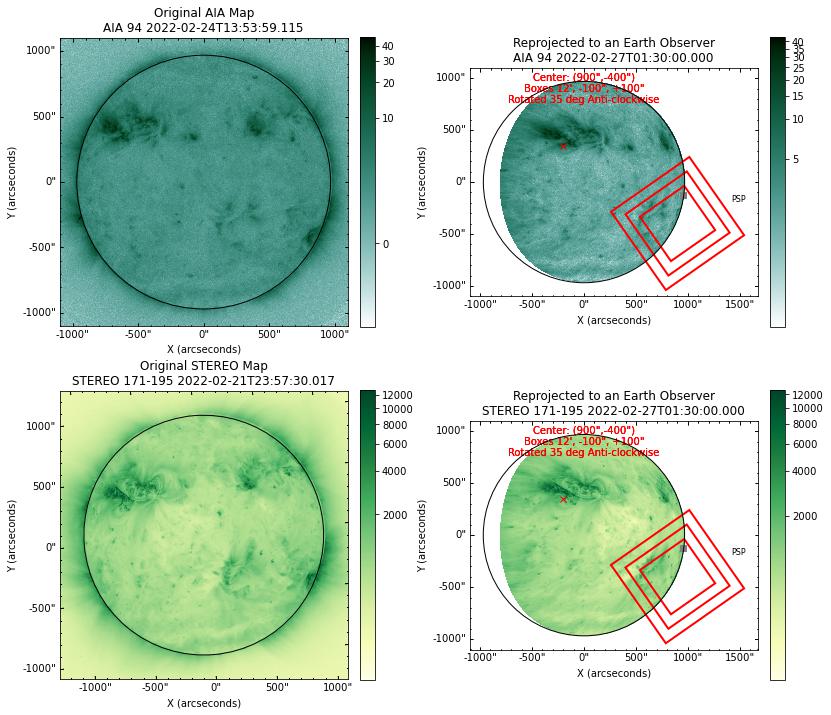 Original AIA Map
AIA 94 2022-02-24T13:53:59.115
1000"
500"
0"
-500"
-1000"
Y (arcseconds)
-1000"
-500"
0"
500"
1000"
X (arcseconds)
40
30
20
10
0
Reprojected to an Earth Observer
AIA 94 2022-02-27T01:30:00.000
Center: (900",-400")
Boxes 12', -100", +100"
Rotated 35 deg Anti-clockwise
PSP
1000"
500"
0"
-500"
-1000"
Y (arcseconds)
-1000"
-500"
0"
500"
1000"
1500"
X (arcseconds)
40
35
30
25
20
15
10
5
Original STEREO Map
STEREO 171-195 2022-02-21T23:57:30.017
1000"
500"
0"
-500"
-1000"
Y (arcseconds)
-1000"
-500"
0"
500"
1000"
X (arcseconds)
12000
10000
8000
6000
4000
2000
Reprojected to an Earth Observer
STEREO 171-195 2022-02-27T01:30:00.000
Center: (900",-400")
Boxes 12', -100", +100"
Rotated 35 deg Anti-clockwise
PSP
1000"
500"
0"
-500"
-1000"
Y (arcseconds)
-1000"
-500"
0"
500"
1000"
1500"
X (arcseconds)
12000
10000
8000
6000
4000
2000